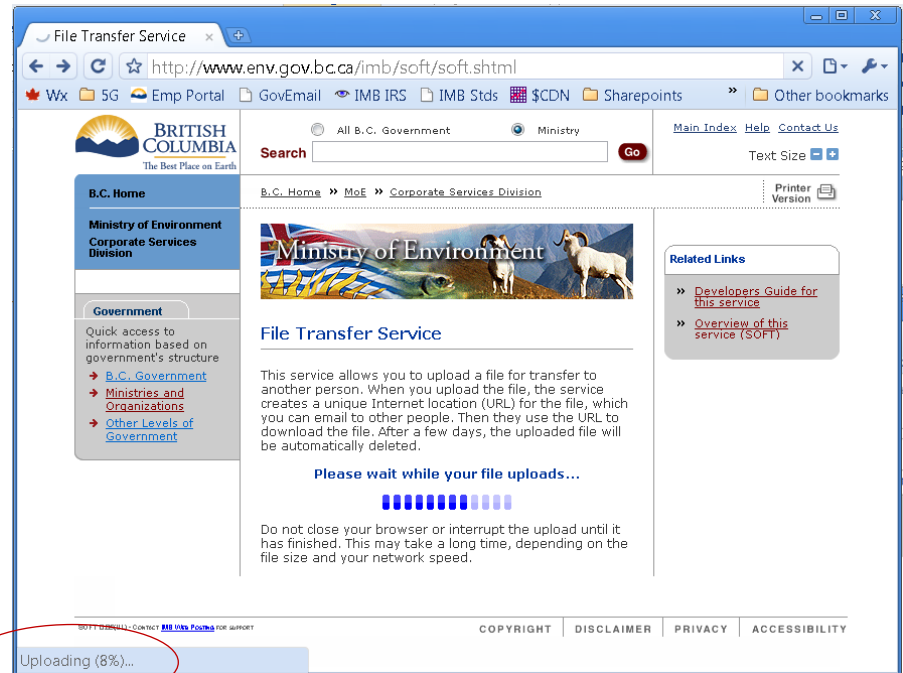 File Transfer Service
http://www.env.gov.bc.ca/imb/soft/soft.shtml
Wx 5G Emp Portal GovEmail IMB IRS IMB Stds $CDN Sharepoints » Other bookmarks
BRITISH
COLUMBIA
The Best Place on Earth
All B.C. Government Ministry
Search Go
Main Index Help Contact Us
Text Size
B.C. Home
Ministry of Environment
Corporate Services
Division
B.C. Home » MoE » Corporate Services Division
Printer
Version
Government
Quick access to
information based on
government's structure
B.C. Government
Ministries and
Organizations
Other Levels of
Government
Ministry of Environment
File Transfer Service
This service allows you to upload a file for transfer to
another person. When you upload the file, the service
creates a unique Internet location (URL) for the file, which
you can email to other people. Then they use the URL to
download the file. After a few days, the uploaded file will
be automatically deleted.
Please wait while your file uploads...
Do not close your browser or interrupt the upload until it
has finished. This may take a long time, depending on the
file size and your network speed.
Related Links
» Developers Guide for
this service
» Overview of this
service (SOFT)
Contact IMB Web Posting for support
COPYRIGHT DISCLAIMER PRIVACY ACCESSIBILITY
Uploading (8%)...